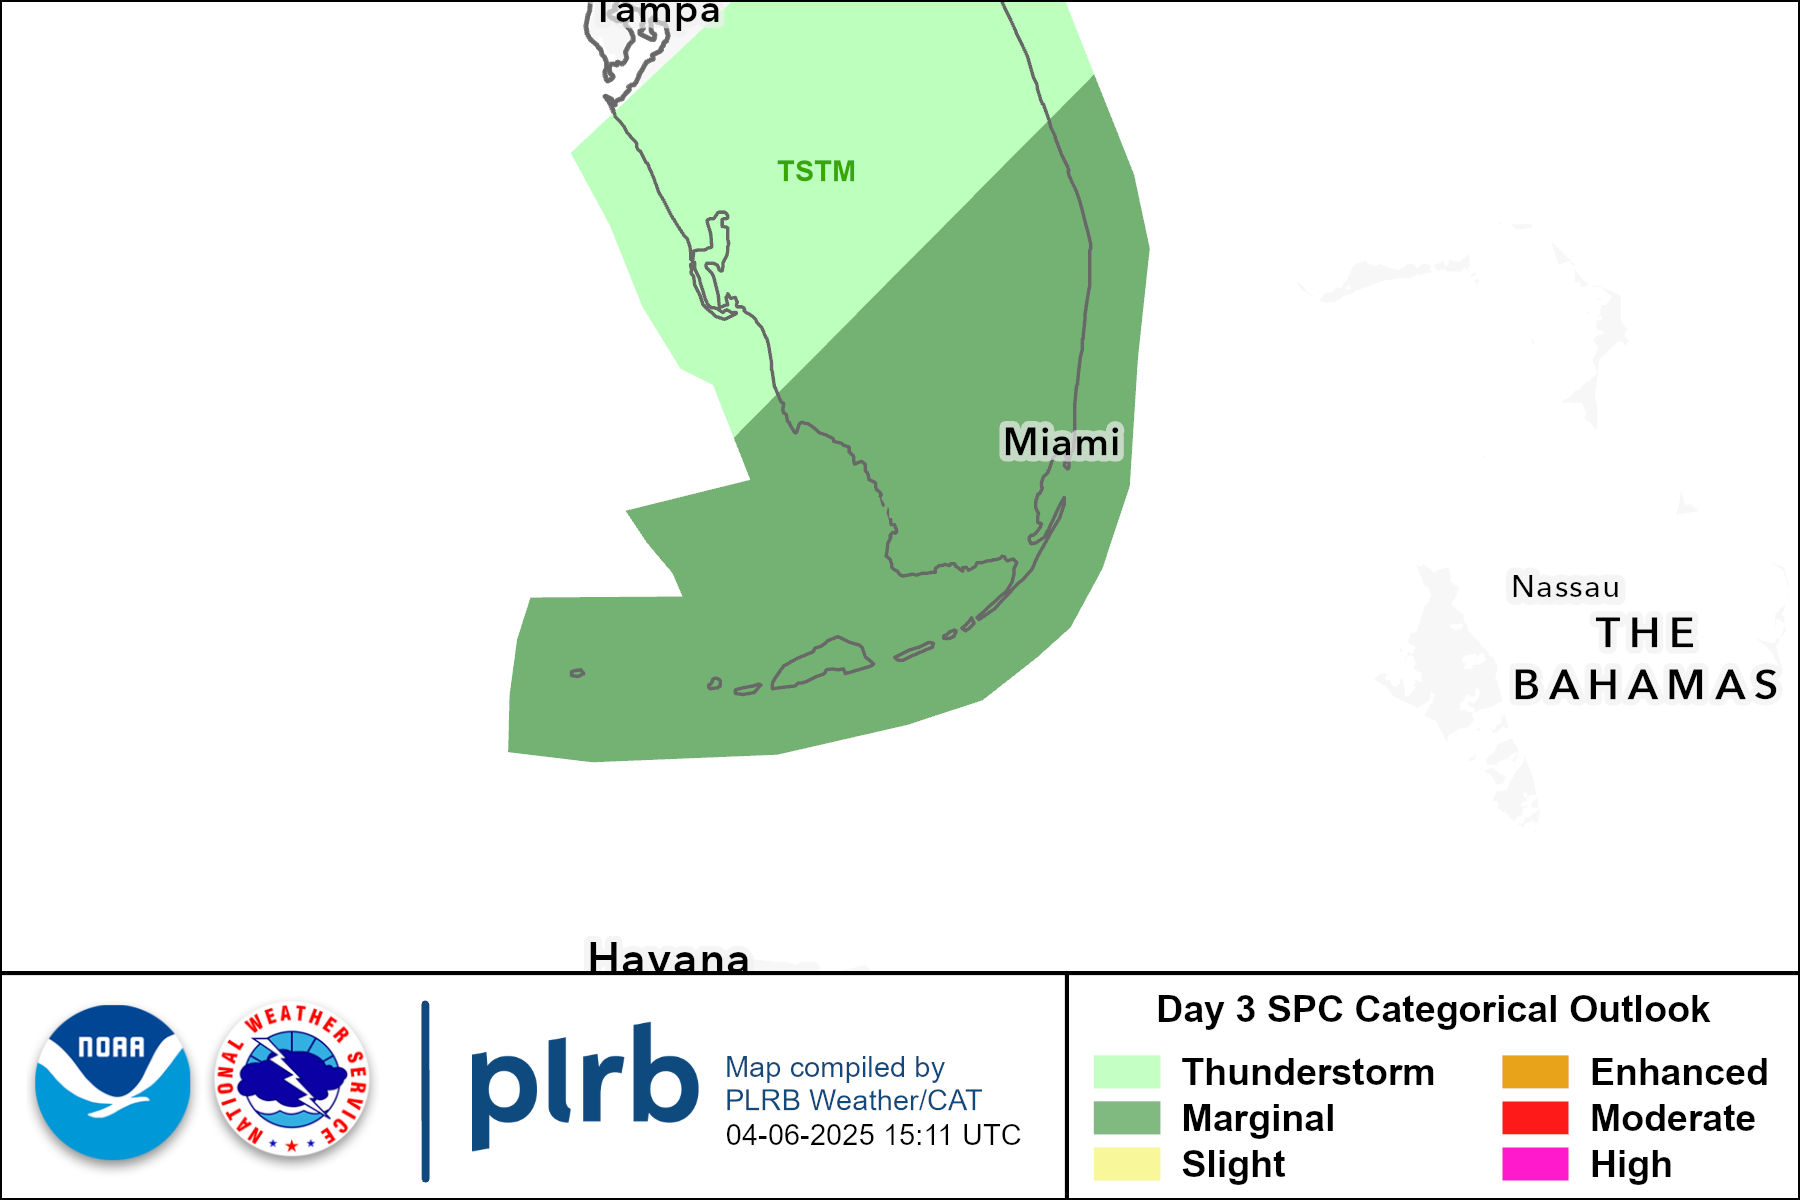 Tampa
TSTM
Miami
Nassau
THE
BAHAMAS
Havana
NOAA
NATIONAL WEATHER SERVICE
plrb
Map compiled by
PLRB Weather/CAT
04-06-2025 15:11 UTC
Day 3 SPC Categorical Outlook
Thunderstorm
Marginal
Slight
Enhanced
Moderate
High